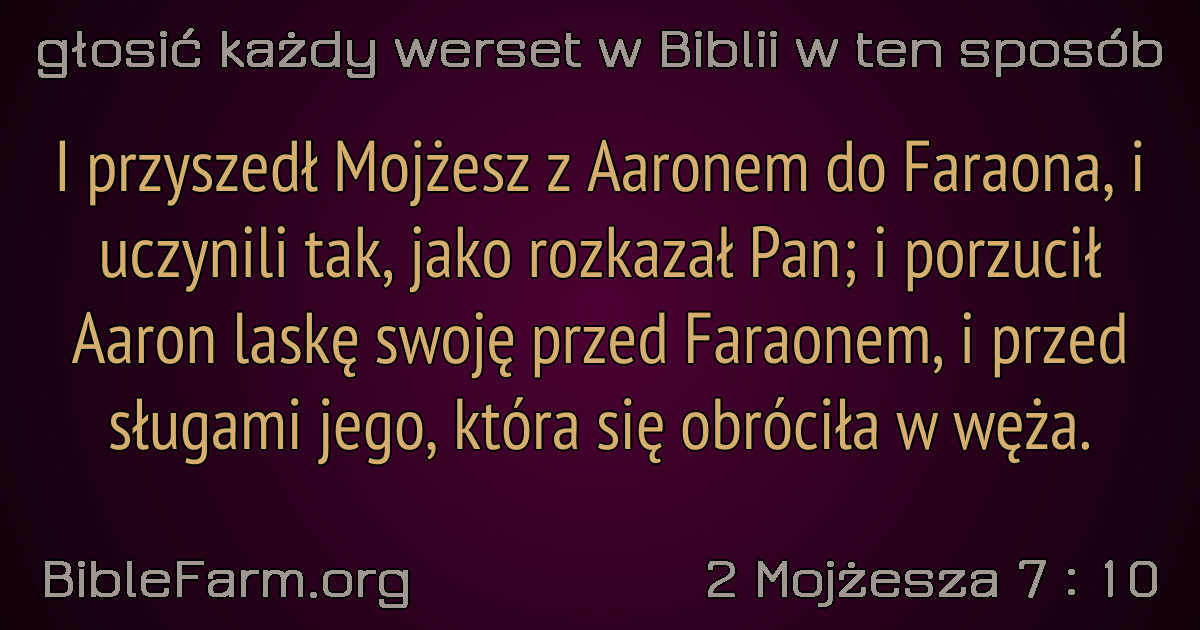 głosić każdy werset w Biblii w ten sposób
I przyszedł Mojżesz z Aaronem do Faraona, i
uczynili tak, jako rozkazał Pan; i porzucił
Aaron laskę swoję przed Faraonem, i przed
sługami jego, która się obróciła w węża.
BibleFarm.org
2 Mojżesza 7 : 10